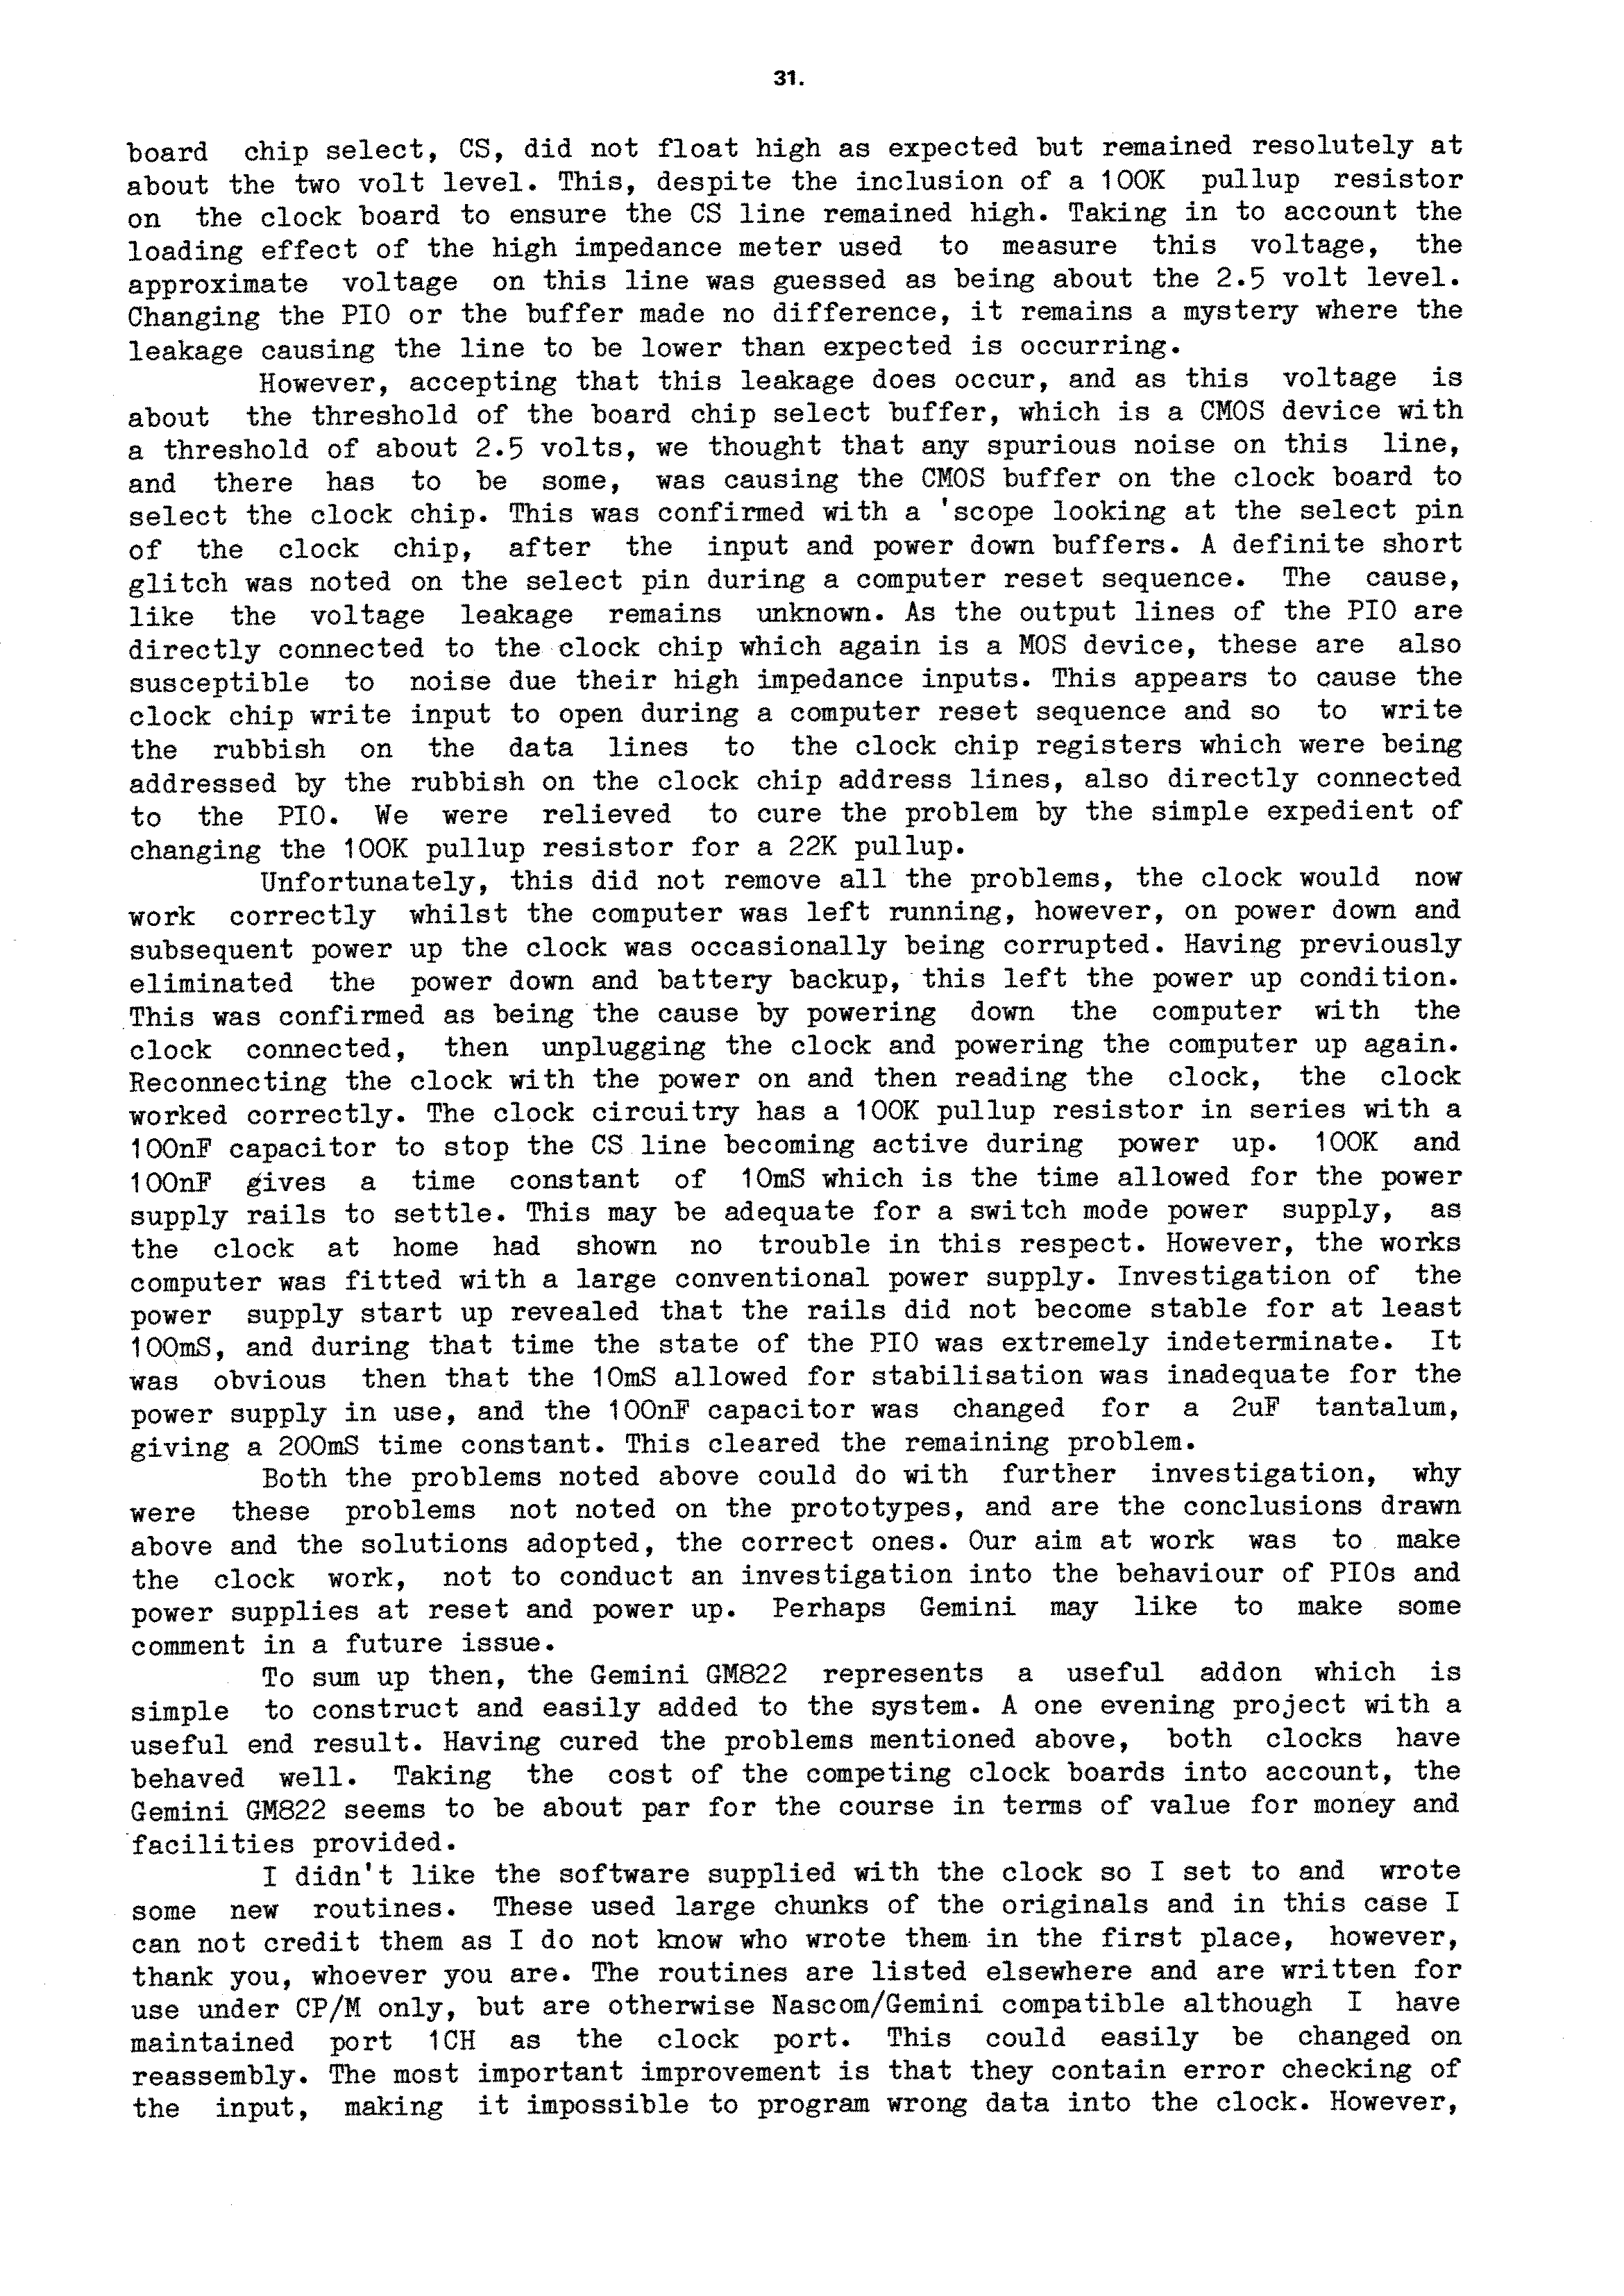 31.
board chip select, CS, did not float high as expected but remained resolutely at
about the two volt level. This, despite the inclusion of a 100K pullup resistor
on the clock board to ensure the CS line remained high. Taking in to account the
loading effect of the high impedance meter used to measure this voltage, the
approximate voltage on this line was guessed as being about the 2.5 volt level.
Changing the PIO or the buffer made no difference, it remains a mystery where the
leakage causing the line to be lower than expected is occurring.
However, accepting that this leakage does occur, and as this voltage is
about the threshold of the board chip select buffer, which is a CMOS device with
a threshold of about 2.5 volts, we thought that any spurious noise on this line,
and there has to be some, was causing the CMOS buffer on the clock board to
select the clock chip. This was confirmed with a 'scope looking at the select pin
of the clock chip, after the input and power down buffers. A definite short
glitch was noted on the select pin during a computer reset sequence. The cause,
like the voltage leakage remains unknown. As the output lines of the PIO are
directly connected to the clock chip which again is a MOS device, these are also
susceptible to noise due their high impedance inputs. This appears to cause the
clock chip write input to open during a computer reset sequence and so to write
the rubbish on the data lines to the clock chip registers which were being
addressed by the rubbish on the clock chip address lines, also directly connected
to the PIO. We were relieved to cure the problem by the simple expedient of
changing the 100K pullup resistor for a 22K pullup.
Unfortunately, this did not remove all the problems, the clock would now
work correctly whilst the computer was left running, however, on power down and
subsequent power up the clock was occasionally being corrupted. Having previously
eliminated the power down and battery backup, this left the power up condition.
This was confirmed as being the cause by powering down the computer with the
clock connected, then unplugging the clock and powering the computer up again.
Reconnecting the clock with the power on and then reading the clock, the clock
worked correctly. The clock circuitry has a 100K pullup resistor in series with a
100nF capacitor to stop the CS line becoming active during power up. 100K and
100nF gives a time constant of 10mS which is the time allowed for the power
supply rails to settle. This may be adequate for a switch mode power supply, as
the clock at home had shown no trouble in this respect. However, the works
computer was fitted with a large conventional power supply. Investigation of the
power supply start up revealed that the rails did not become stable for at least
100mS, and during that time the state of the PIO was extremely indeterminate. It
was obvious then that the 10mS allowed for stabilisation was inadequate for the
power supply in use, and the 100nF capacitor was changed for a 2uF tantalum,
giving a 200mS time constant. This cleared the remaining problem.
Both the problems noted above could do with further investigation, why
were these problems not noted on the prototypes, and are the conclusions drawn
above and the solutions adopted, the correct ones. Our aim at work was to make
the clock work, not to conduct an investigation into the behaviour of PIOs and
power supplies at reset and power up. Perhaps Gemini may like to make some
comment in a future issue.
To sum up then, the Gemini GM822 represents a useful addon which is
simple to construct and easily added to the system. A one evening project with a
useful end result. Having cured the problems mentioned above, both clocks have
behaved well. Taking the cost of the competing clock boards into account, the
Gemini GM822 seems to be about par for the course in terms of value for money and
facilities provided.
I didn't like the software supplied with the clock so I set to and wrote
some new routines. These used large chunks of the originals and in this case I
can not credit them as I do not know who wrote them in the first place, however,
thank you, whoever you are. The routines are listed elsewhere and are written for
use under CP/M only, but are otherwise Nascom/Gemini compatible although I have
maintained port 1CH as the clock port. This could easily be changed on
reassembly. The most important improvement is that they contain error checking of
the input, making it impossible to program wrong data into the clock. However,